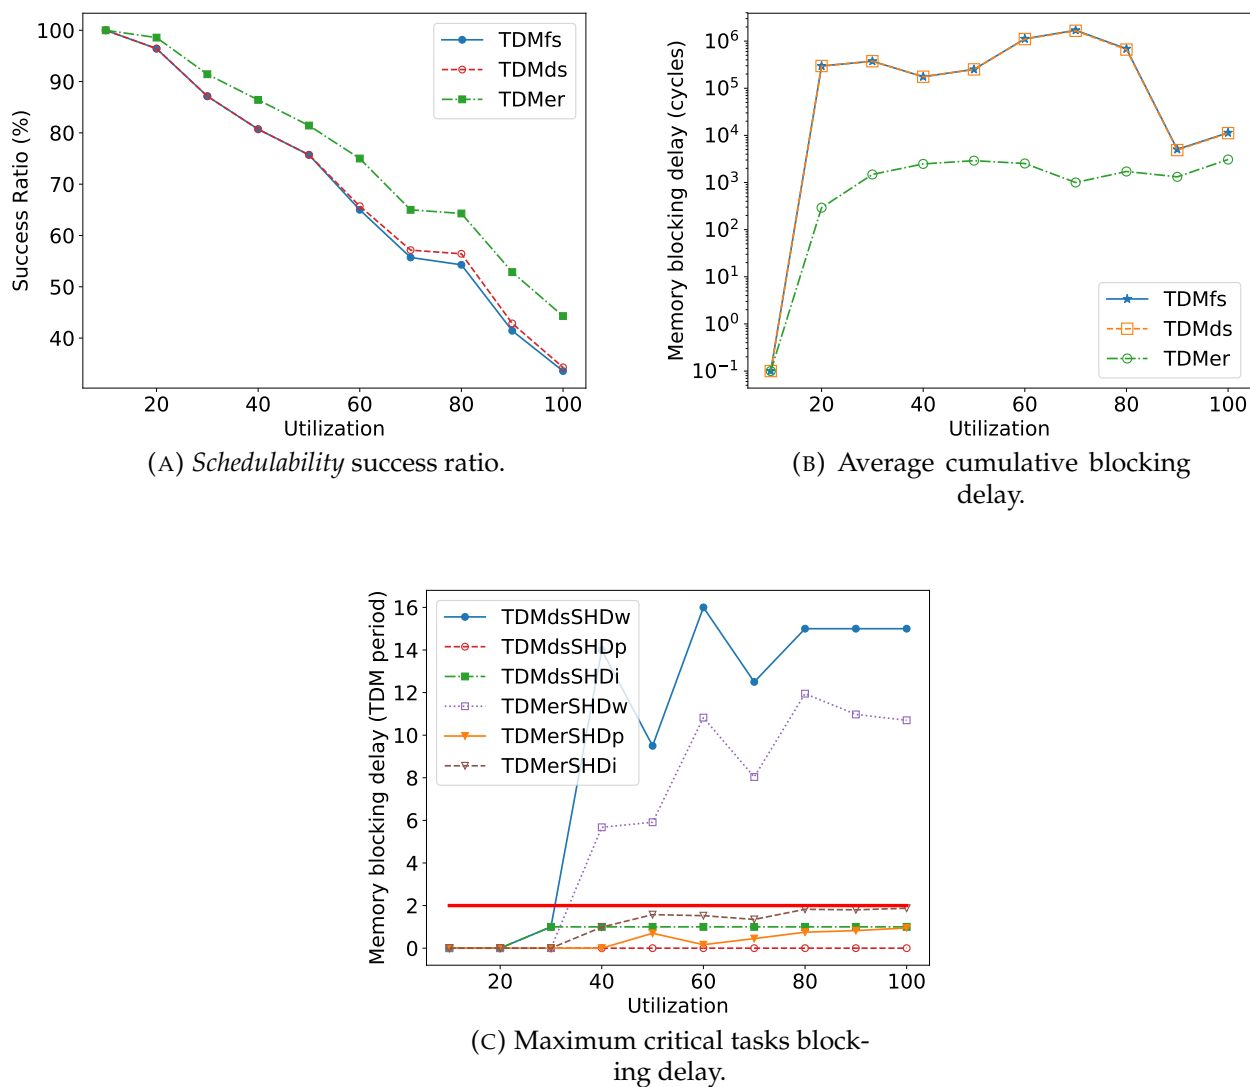 Success Ratio (%)
100
90
80
70
60
50
40
TDMfs
TDMds
TDMer
20 40 60 80 100
Utilization
(A) Schedulability success ratio.
Memory blocking delay (cycles)
10^6
10^5
10^4
10^3
10^2
10^1
10^0
10^−1
TDMfs
TDMds
TDMer
20 40 60 80 100
Utilization
(B) Average cumulative blocking
delay.
Memory blocking delay (TDM period)
16
14
12
10
8
6
4
2
0
TDMdsSHDw
TDMdsSHDp
TDMdsSHDi
TDMerSHDw
TDMerSHDp
TDMerSHDi
20 40 60 80 100
Utilization
(C) Maximum critical tasks block-
ing delay.